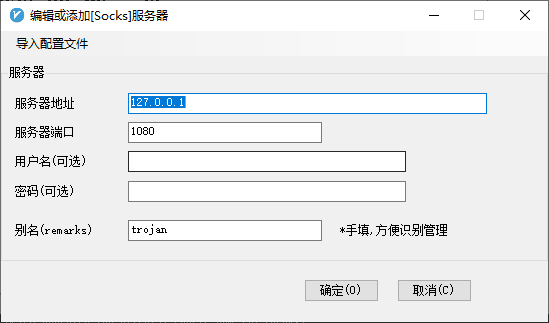 编辑或添加[Socks]服务器
导入配置文件
服务器
服务器地址 127.0.0.1
服务器端口 1080
用户名(可选)
密码(可选)
别名(remarks) trojan *手填,方便识别管理
确定(O) 取消(C)